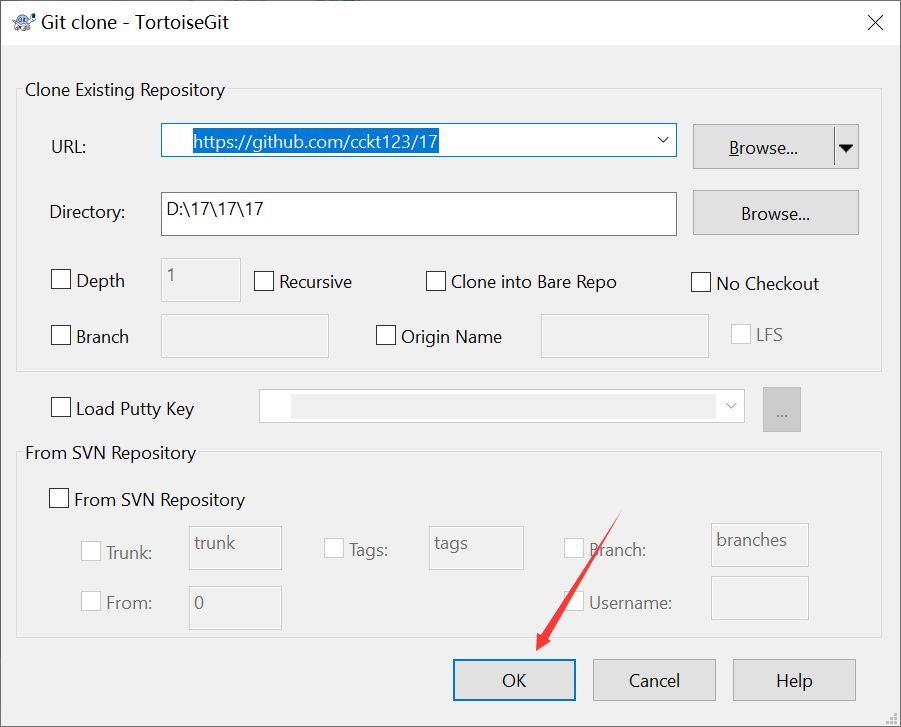 Git clone - TortoiseGit
Clone Existing Repository
URL: https://github.com/cckt123/17 Browse...
Directory: D:\17\17\17 Browse...
Depth 1 Recursive Clone into Bare Repo No Checkout
Branch Origin Name LFS
Load Putty Key ...
From SVN Repository
From SVN Repository
Trunk: trunk Tags: tags Branch: branches
From: 0 Username:
OK Cancel Help